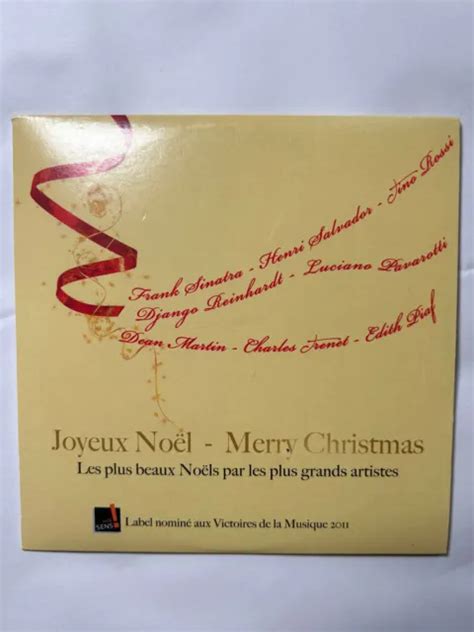 Frank Sinatra - Henri Salvador - Tino Rossi
Django Reinhardt - Luciano Pavarotti
Dean Martin - Charles Trenet - Edith Piaf
Joyeux Noël - Merry Christmas
Les plus beaux Noëls par les plus grands artistes
SENS
Label nominé aux Victoires de la Musique 2011